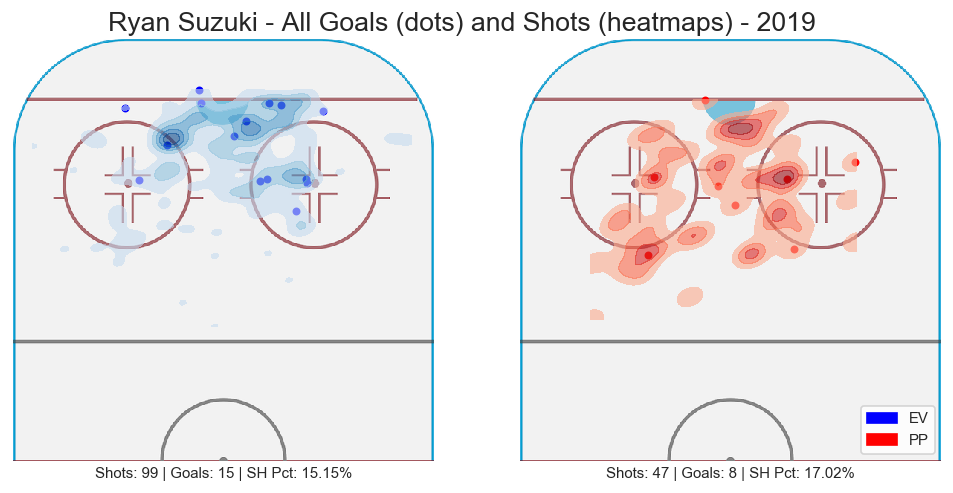 Ryan Suzuki - All Goals (dots) and Shots (heatmaps) - 2019
EV
PP
Shots: 99 | Goals: 15 | SH Pct: 15.15%
Shots: 47 | Goals: 8 | SH Pct: 17.02%